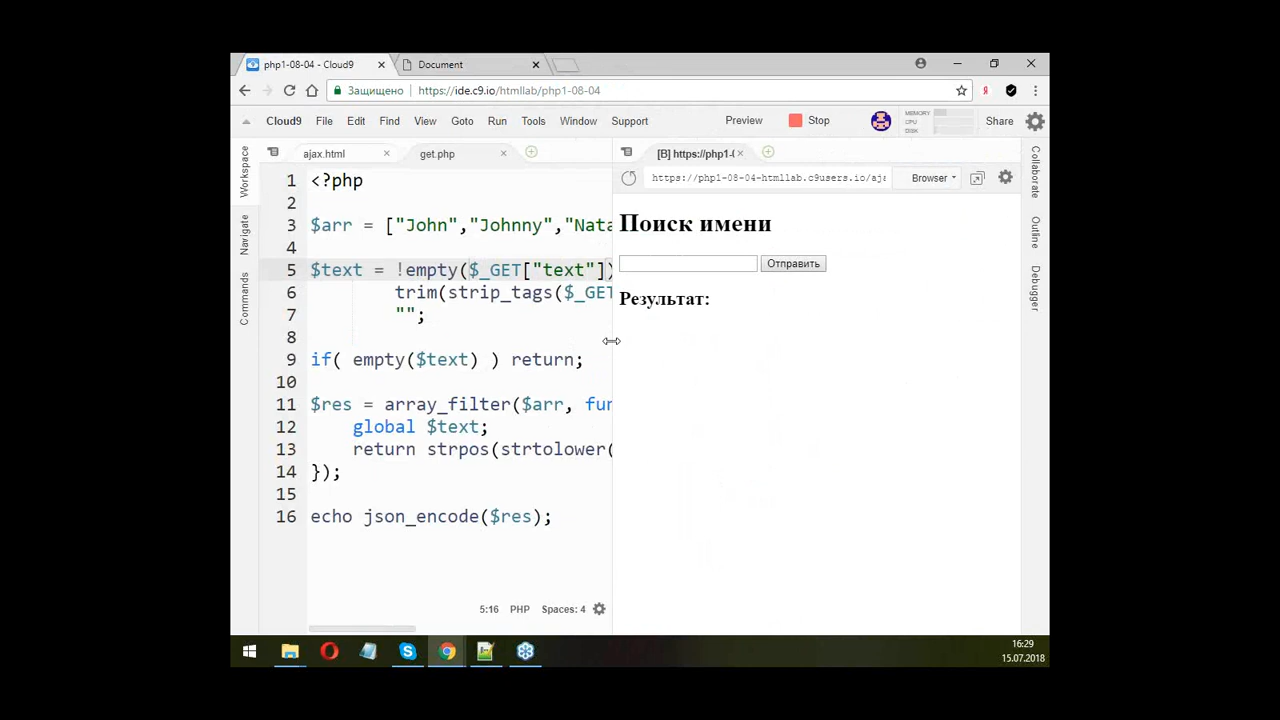 php1-08-04 - Cloud9
Document
Защищено
https://ide.c9.io/htmllab/php1-08-04
Cloud9 File Edit Find View Goto Run Tools Window Support Preview Stop MEMORY CPU DISK Share
Workspace
Navigate
Commands
ajax.html
get.php
1 <?php
2
3 $arr = ["John","Johnny","Nata
4
5 $text = !empty($_GET["text"])
6 trim(strip_tags($_GET
7 "";
8
9 if( empty($text) ) return;
10
11 $res = array_filter($arr, fun
12 global $text;
13 return strpos(strtolower(
14 });
15
16 echo json_encode($res);
5:16 PHP Spaces: 4
[B] https://php1-(
https://php1-08-04-htmllab.c9users.io/aja
Browser
Поиск имени
Отправить
Результат:
Collaborate
Outline
Debugger
16:29
15.07.2018